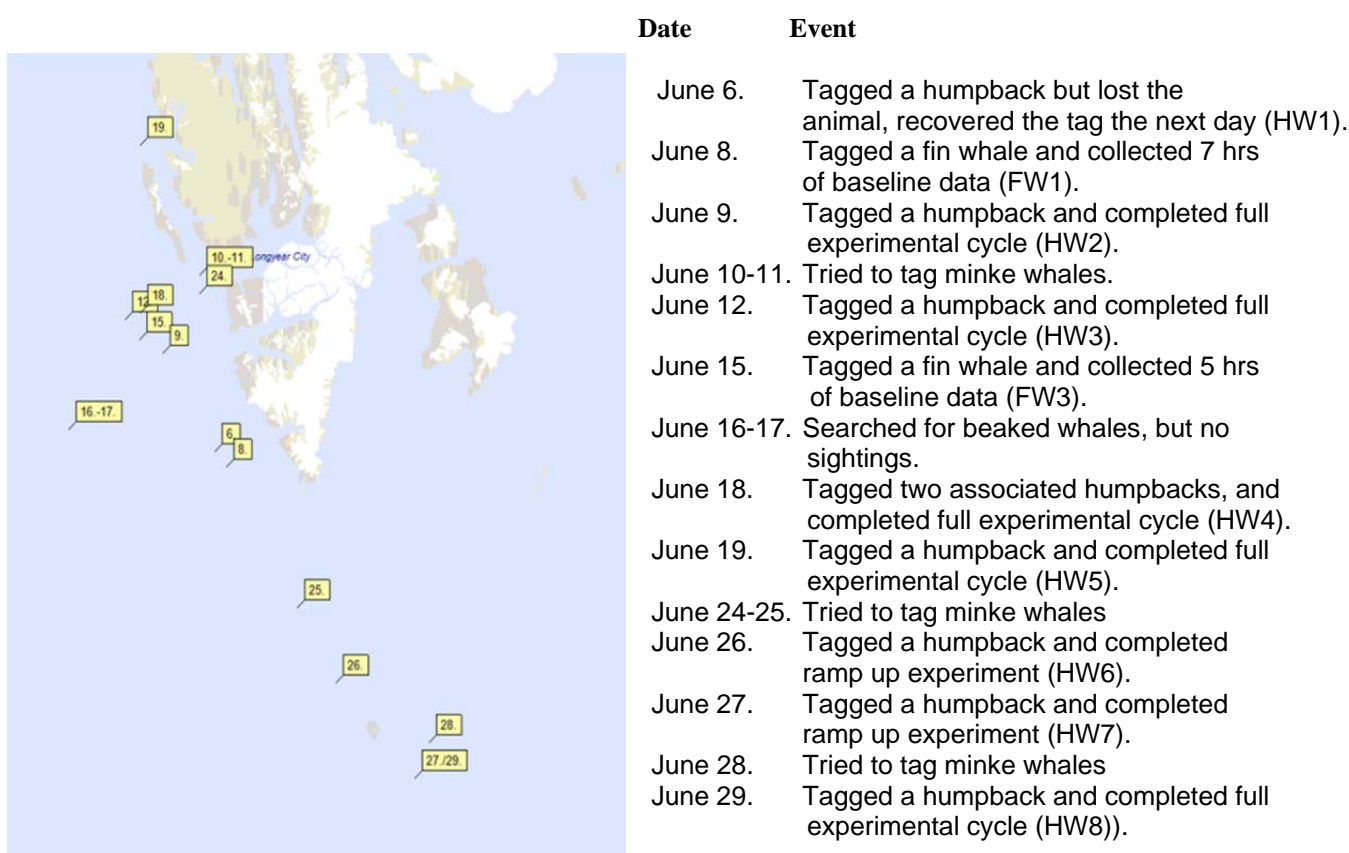 Date Event
June 6. Tagged a humpback but lost the
animal, recovered the tag the next day (HW1).
June 8. Tagged a fin whale and collected 7 hrs
of baseline data (FW1).
June 9. Tagged a humpback and completed full
experimental cycle (HW2).
June 10-11. Tried to tag minke whales.
June 12. Tagged a humpback and completed full
experimental cycle (HW3).
June 15. Tagged a fin whale and collected 5 hrs
of baseline data (FW3).
June 16-17. Searched for beaked whales, but no
sightings.
June 18. Tagged two associated humpbacks, and
completed full experimental cycle (HW4).
June 19. Tagged a humpback and completed full
experimental cycle (HW5).
June 24-25. Tried to tag minke whales
June 26. Tagged a humpback and completed
ramp up experiment (HW6).
June 27. Tagged a humpback and completed
ramp up experiment (HW7).
June 28. Tried to tag minke whales
June 29. Tagged a humpback and completed full
experimental cycle (HW8)).
19.
10.-11. ongyear City
24.
12
18.
15.
9.
16.-17.
6.
8.
25.
26.
28.
27./29.